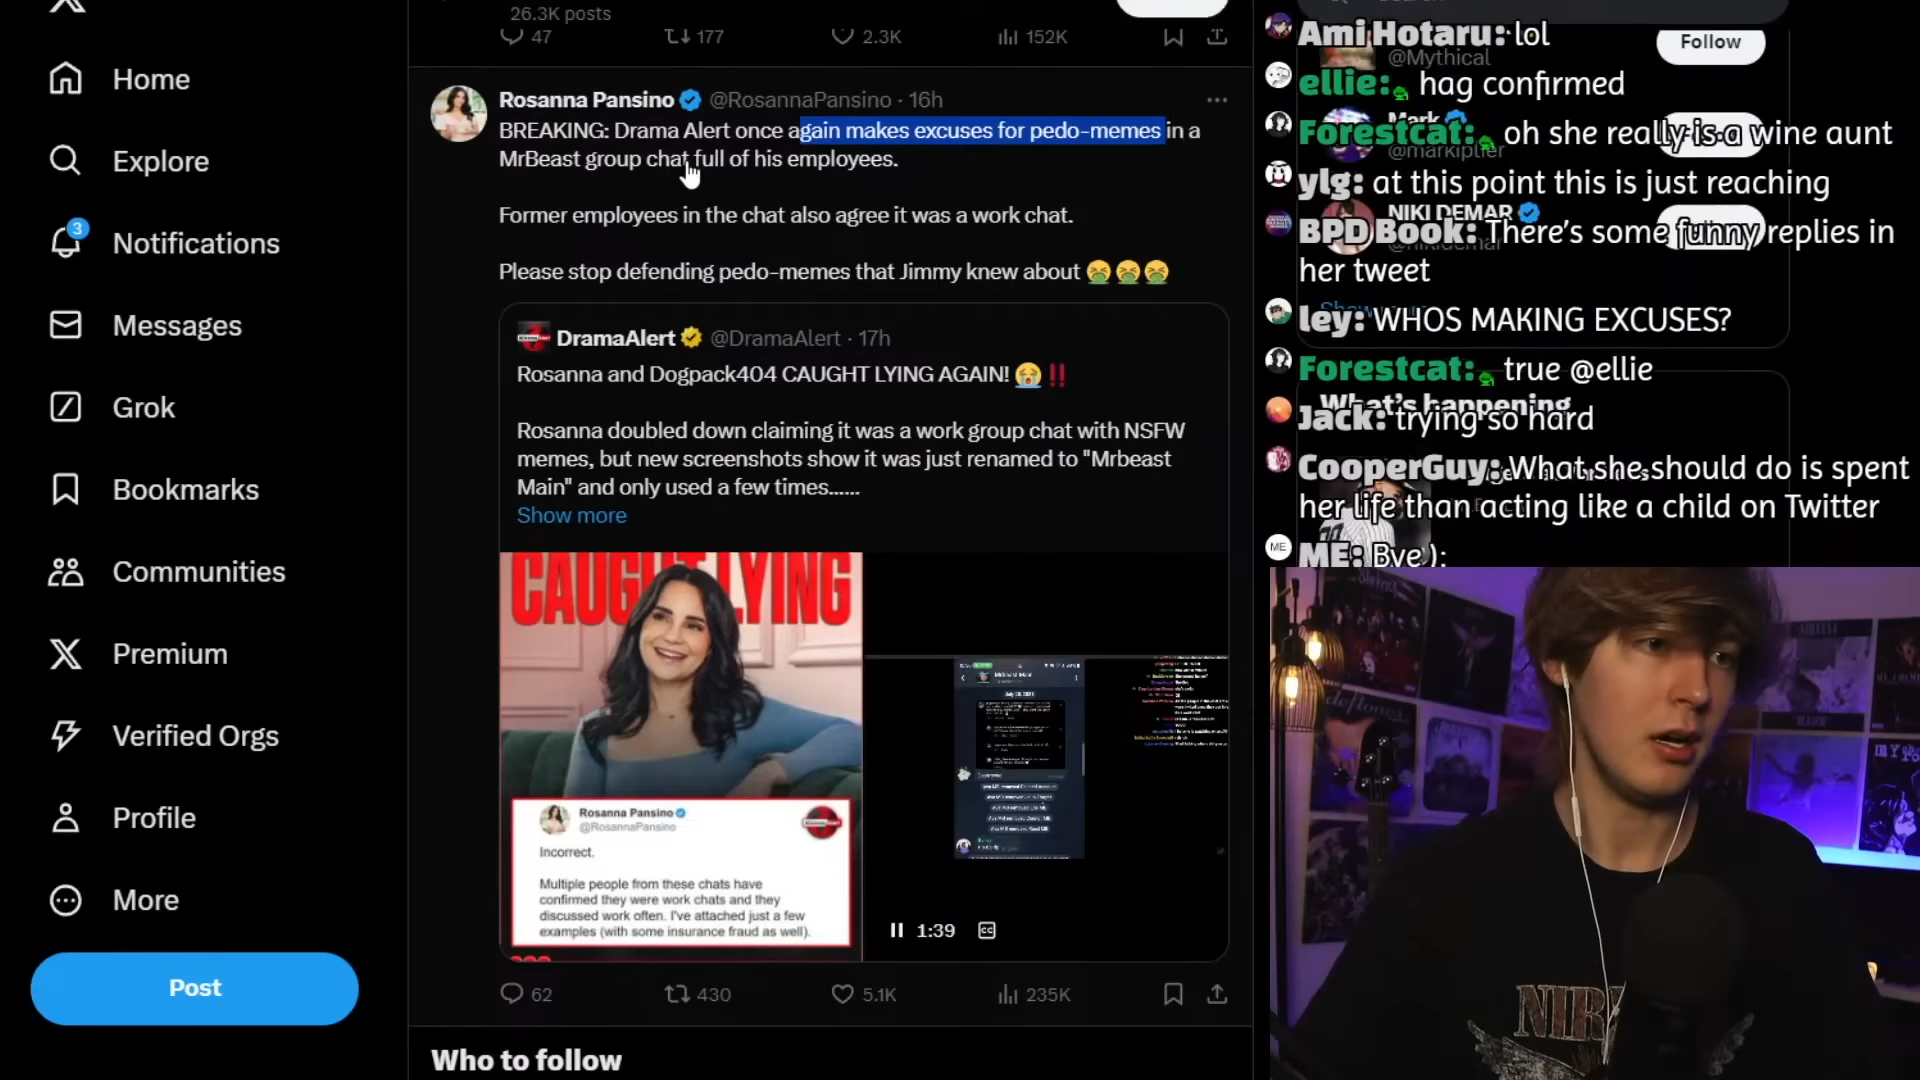 26.3K posts
47
177
2.3K
152K
Home
Explore
3
Notifications
Messages
Grok
Bookmarks
Communities
Premium
Verified Orgs
Profile
More
Post
Rosanna Pansino @RosannaPansino · 16h
BREAKING: Drama Alert once again makes excuses for pedo-memes in a
MrBeast group chat full of his employees.
Former employees in the chat also agree it was a work chat.
Please stop defending pedo-memes that Jimmy knew about 🤮🤮🤮
DramaAlert @DramaAlert · 17h
Rosanna and Dogpack404 CAUGHT LYING AGAIN! 😭‼️
Rosanna doubled down claiming it was a work group chat with NSFW
memes, but new screenshots show it was just renamed to "Mrbeast
Main" and only used a few times......
Show more
CAUGHT LYING
Rosanna Pansino
@RosannaPansino
Incorrect.
Multiple people from these chats have
confirmed they were work chats and they
discussed work often. I've attached just a few
examples (with some insurance fraud as well).
1:39
CC
62
430
5.1K
235K
Who to follow
Ami Hotaru: lol
@Mythical
Follow
ellie: hag confirmed
Mark
Forestcat: oh she really is a wine aunt
@markiplier
ylg: at this point this is just reaching
NIKI DEMAR
BPD Book: There's some funny replies in
her tweet
@nikidemar
Show
ley: WHOS MAKING EXCUSES?
Forestcat: true @ellie
What's happening
Jack: trying so hard
CooperGuy: What she should do is spent
her life than acting like a child on Twitter
ME
ME: Bye ):
deftones
NIRVANA
NIR